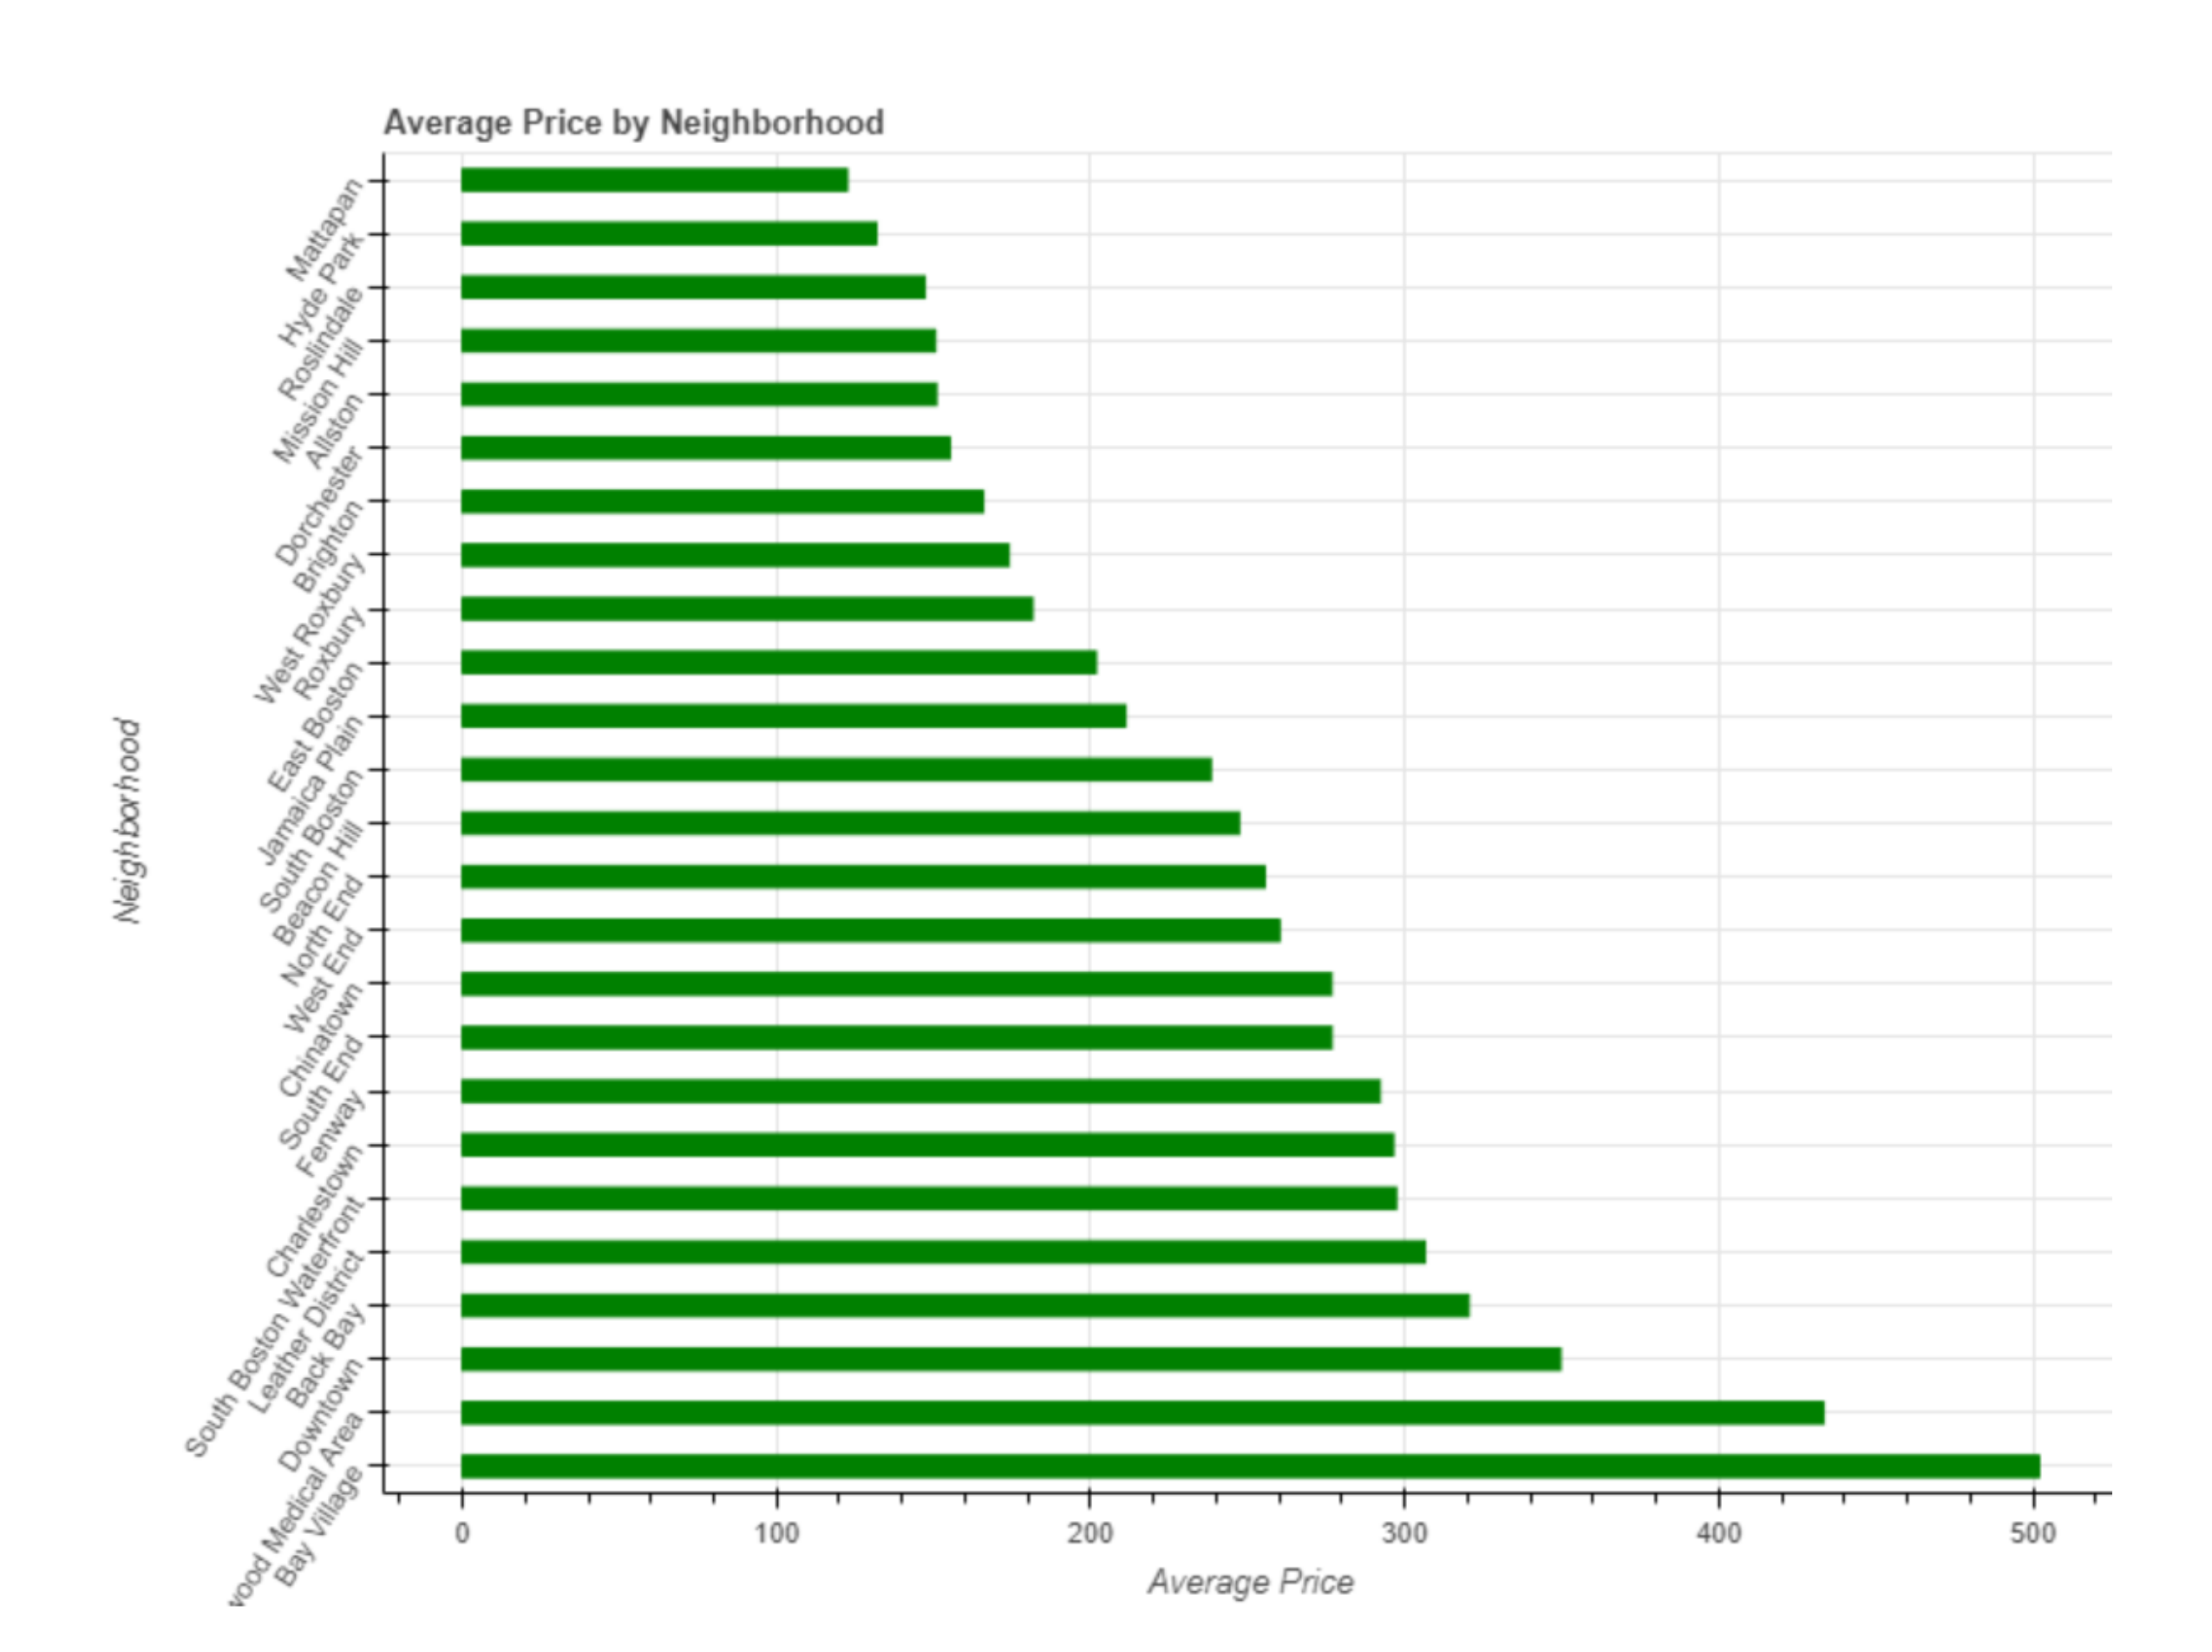 Average Price by Neighborhood
Mattapan
Hyde Park
Roslindale
Mission Hill
Allston
Dorchester
Brighton
West Roxbury
Roxbury
East Boston
Jamaica Plain
South Boston
Beacon Hill
North End
West End
Chinatown
South End
Fenway
Charlestown
South Boston Waterfront
Leather District
Back Bay
Downtown
Medical Area
Bay Village
Neighborhood
0 100 200 300 400 500
Average Price